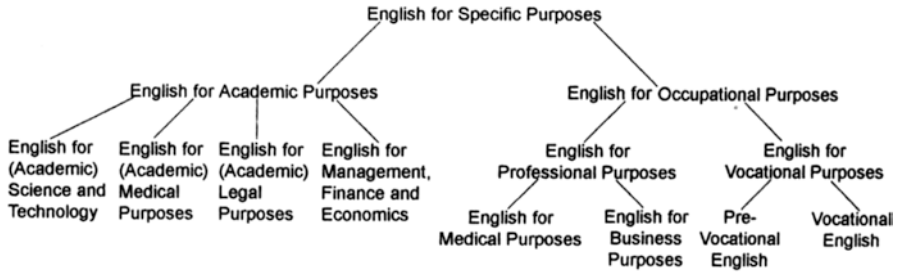 English for Specific Purposes
English for Academic Purposes
English for Occupational Purposes
English for
(Academic)
Science and
Technology
English for
(Academic)
Medical
Purposes
English for
(Academic)
Legal
Purposes
English for
Management,
Finance and
Economics
English for
Professional Purposes
English for
Vocational Purposes
English for
Medical Purposes
English for
Business
Purposes
Pre-
Vocational
English
Vocational
English